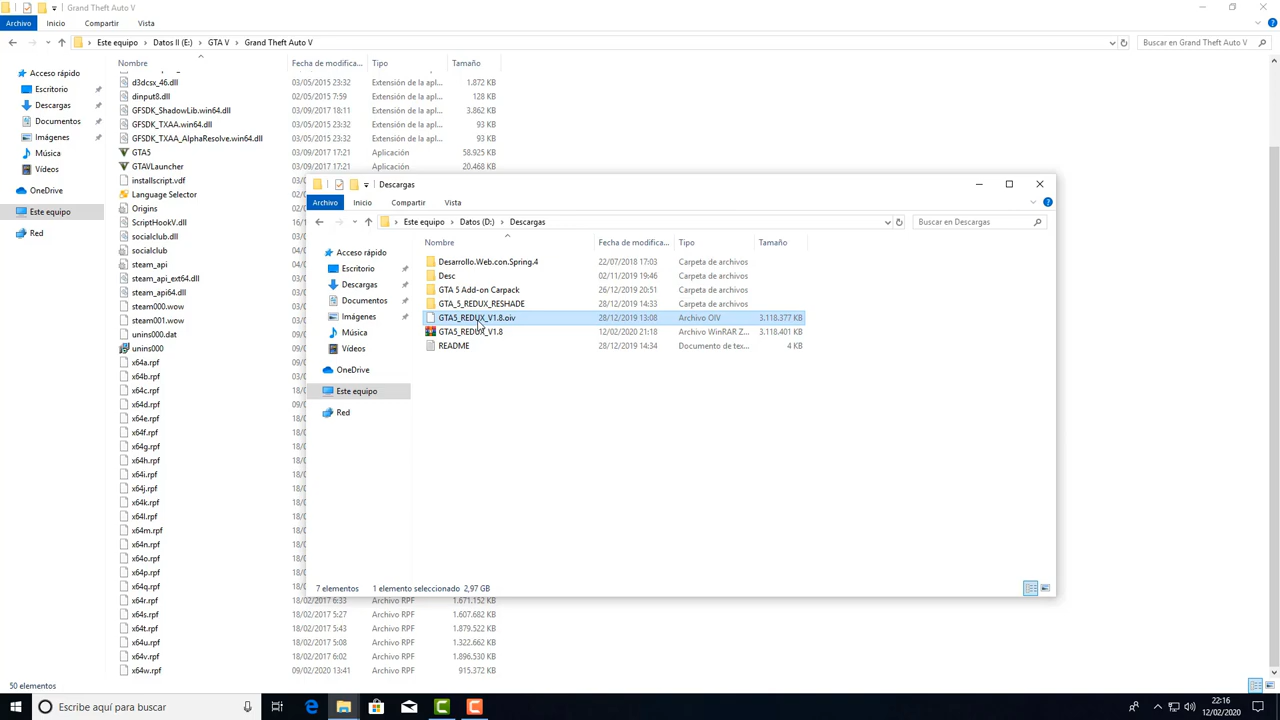 Grand Theft Auto V
Archivo Inicio Compartir Vista
Este equipo Datos II (E:) GTA V Grand Theft Auto V
Buscar en Grand Theft Auto V
Acceso rápido
Escritorio
Descargas
Documentos
Imágenes
Música
Vídeos
OneDrive
Este equipo
Red
Nombre Fecha de modifica... Tipo Tamaño
d3dcsx_46.dll 03/05/2015 23:32 Extensión de la apl... 1.872 KB
dinput8.dll 02/05/2015 7:59 Extensión de la apl... 128 KB
GFSDK_ShadowLib.win64.dll 03/09/2017 18:11 Extensión de la apl... 3.862 KB
GFSDK_TXAA.win64.dll 03/05/2015 23:32 Extensión de la apl... 93 KB
GFSDK_TXAA_AlphaResolve.win64.dll 03/05/2015 23:32 Extensión de la apl... 93 KB
GTA5 03/09/2017 17:21 Aplicación 58.925 KB
GTAVLauncher 03/09/2017 17:21 Aplicación 20.468 KB
installscript.vdf
Language Selector
Origins
ScriptHookV.dll
socialclub.dll
socialclub
steam_api
steam_api_ext64.dll
steam_api64.dll
steam000.wow
steam001.wow
unins000.dat
unins000
x64a.rpf
x64b.rpf
x64c.rpf
x64d.rpf
x64e.rpf
x64f.rpf
x64g.rpf
x64h.rpf
x64i.rpf
x64j.rpf
x64k.rpf
x64l.rpf
x64m.rpf
x64n.rpf
x64o.rpf
x64p.rpf
x64q.rpf
x64r.rpf 18/02/2017 6:33 Archivo RPF 1.671.152 KB
x64s.rpf 18/02/2017 5:27 Archivo RPF 1.607.682 KB
x64t.rpf 18/02/2017 5:43 Archivo RPF 1.879.522 KB
x64u.rpf 18/02/2017 5:08 Archivo RPF 1.322.662 KB
x64v.rpf 18/02/2017 6:02 Archivo RPF 1.896.530 KB
x64w.rpf 09/02/2020 13:41 Archivo RPF 915.372 KB
50 elementos
Descargas
Archivo Inicio Compartir Vista
Este equipo Datos (D:) Descargas
Buscar en Descargas
Acceso rápido
Escritorio
Descargas
Documentos
Imágenes
Música
Vídeos
OneDrive
Este equipo
Red
Nombre Fecha de modifica... Tipo Tamaño
Desarrollo.Web.con.Spring.4 22/07/2018 17:03 Carpeta de archivos
Desc 02/11/2019 19:46 Carpeta de archivos
GTA 5 Add-on Carpack 26/12/2019 20:51 Carpeta de archivos
GTA_5_REDUX_RESHADE 28/12/2019 14:33 Carpeta de archivos
GTA5_REDUX_V1.8.oiv 28/12/2019 13:08 Archivo OIV 3.118.377 KB
GTA5_REDUX_V1.8 12/02/2020 21:18 Archivo WinRAR Z... 3.118.401 KB
README 28/12/2019 14:34 Documento de tex... 4 KB
7 elementos 1 elemento seleccionado 2,97 GB
Escribe aquí para buscar
22:16
12/02/2020